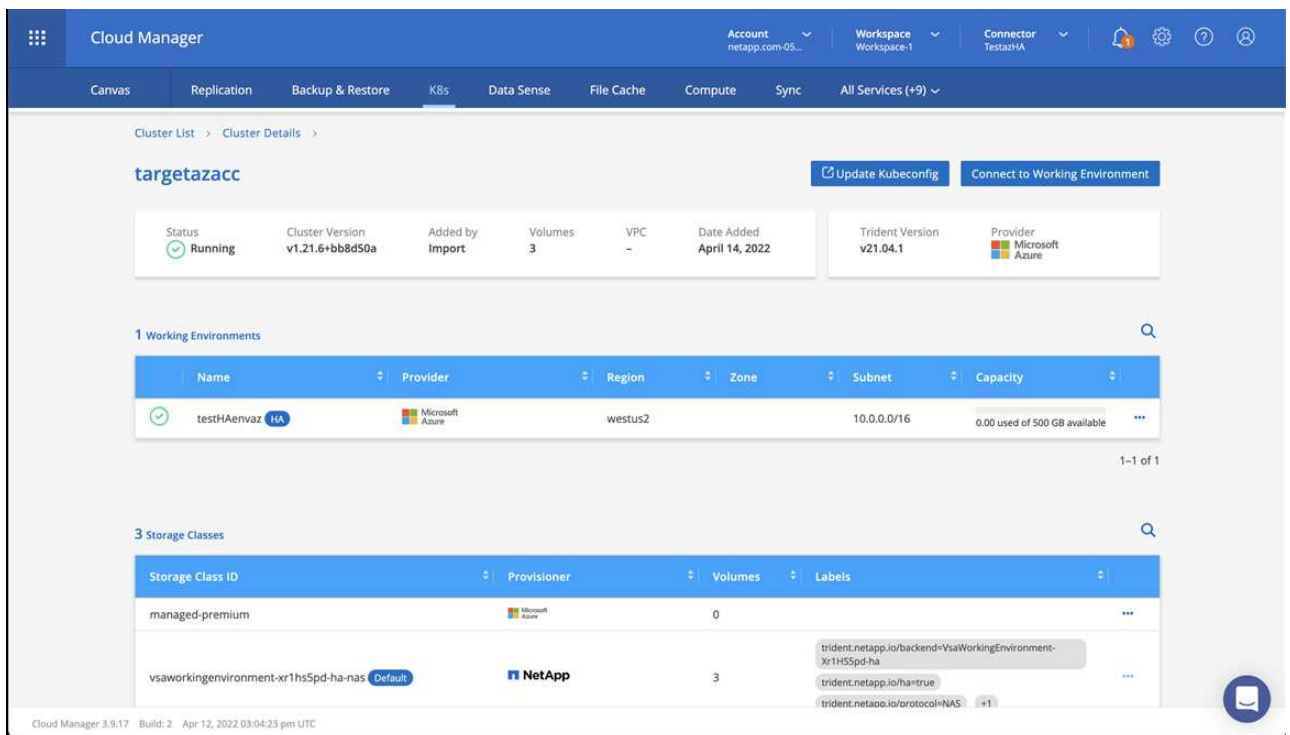 Cloud Manager
Account
netapp.com-05...
Workspace
Workspace-1
Connector
TestazHA
1
Canvas Replication Backup & Restore K8s Data Sense File Cache Compute Sync All Services (+9)
Cluster List > Cluster Details >
targetazacc
Update Kubeconfig
Connect to Working Environment
Status Cluster Version Added by Volumes VPC Date Added Trident Version Provider
Running v1.21.6+bb8d50a Import 3 – April 14, 2022 v21.04.1 Microsoft Azure
1 Working Environments
Name Provider Region Zone Subnet Capacity
testHAenvaz HA Microsoft Azure westus2 10.0.0.0/16 0.00 used of 500 GB available
1–1 of 1
3 Storage Classes
Storage Class ID Provisioner Volumes Labels
managed-premium Microsoft Azure 0
trident.netapp.io/backend=VsaWorkingEnvironment-
Xr1HS5pd-ha
vsaworkingenvironment-xr1hs5pd-ha-nas Default NetApp 3 trident.netapp.io/ha=true
trident.netapp.io/protocol=NAS +1
Cloud Manager 3.9.17 Build: 2 Apr 12, 2022 03:04:23 pm UTC